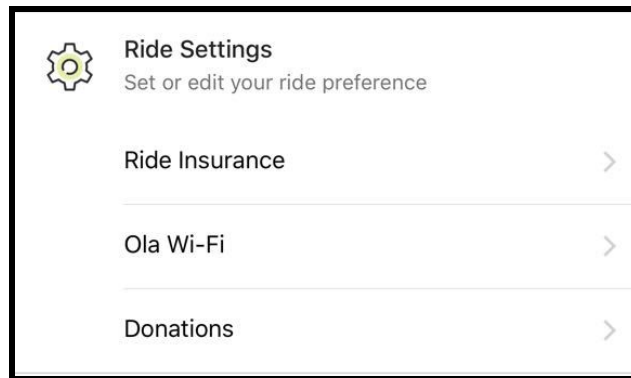 Ride Settings
Set or edit your ride preference
Ride Insurance
Ola Wi-Fi
Donations